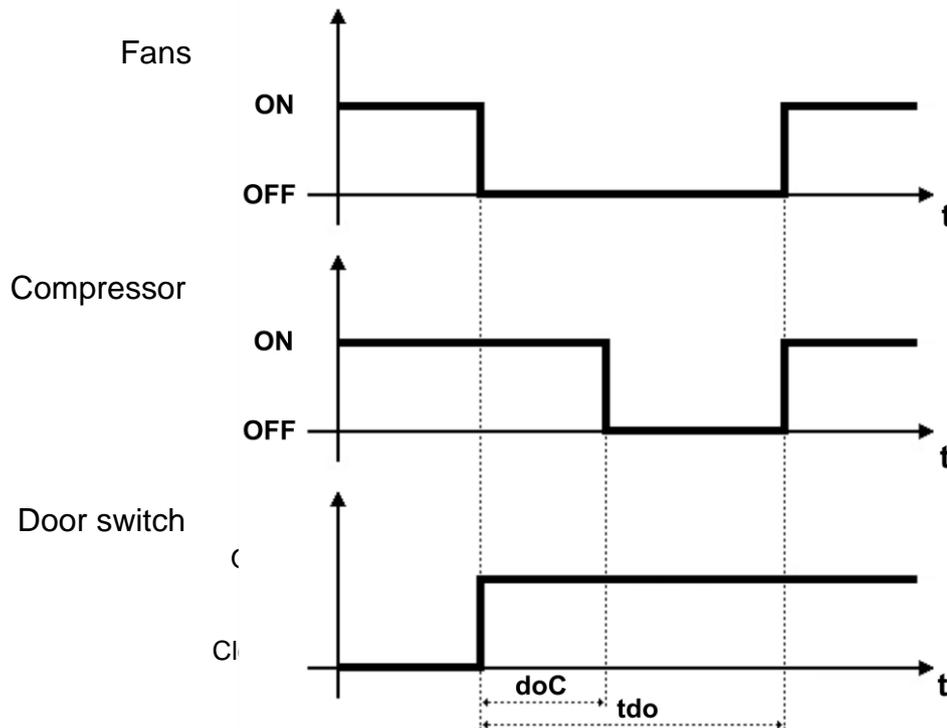 Fans
ON
OFF
t
Compressor
ON
OFF
t
Door switch
t
doC
tdo